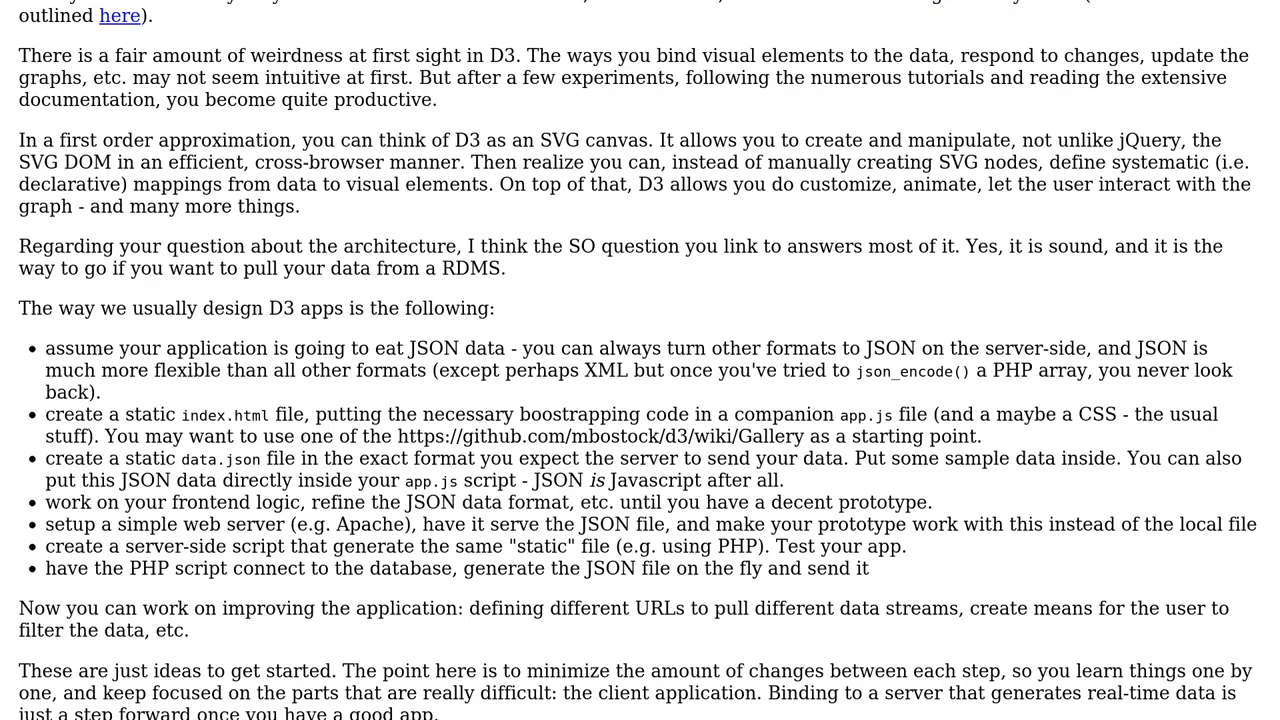 outlined here).
There is a fair amount of weirdness at first sight in D3. The ways you bind visual elements to the data, respond to changes, update the
graphs, etc. may not seem intuitive at first. But after a few experiments, following the numerous tutorials and reading the extensive
documentation, you become quite productive.
In a first order approximation, you can think of D3 as an SVG canvas. It allows you to create and manipulate, not unlike jQuery, the
SVG DOM in an efficient, cross-browser manner. Then realize you can, instead of manually creating SVG nodes, define systematic (i.e.
declarative) mappings from data to visual elements. On top of that, D3 allows you do customize, animate, let the user interact with the
graph - and many more things.
Regarding your question about the architecture, I think the SO question you link to answers most of it. Yes, it is sound, and it is the
way to go if you want to pull your data from a RDMS.
The way we usually design D3 apps is the following:
• assume your application is going to eat JSON data - you can always turn other formats to JSON on the server-side, and JSON is
much more flexible than all other formats (except perhaps XML but once you've tried to json_encode() a PHP array, you never look
back).
• create a static index.html file, putting the necessary boostrapping code in a companion app.js file (and a maybe a CSS - the usual
stuff). You may want to use one of the https://github.com/mbostock/d3/wiki/Gallery as a starting point.
• create a static data.json file in the exact format you expect the server to send your data. Put some sample data inside. You can also
put this JSON data directly inside your app.js script - JSON is Javascript after all.
• work on your frontend logic, refine the JSON data format, etc. until you have a decent prototype.
• setup a simple web server (e.g. Apache), have it serve the JSON file, and make your prototype work with this instead of the local file
• create a server-side script that generate the same "static" file (e.g. using PHP). Test your app.
• have the PHP script connect to the database, generate the JSON file on the fly and send it
Now you can work on improving the application: defining different URLs to pull different data streams, create means for the user to
filter the data, etc.
These are just ideas to get started. The point here is to minimize the amount of changes between each step, so you learn things one by
one, and keep focused on the parts that are really difficult: the client application. Binding to a server that generates real-time data is
just a step forward once you have a good app.